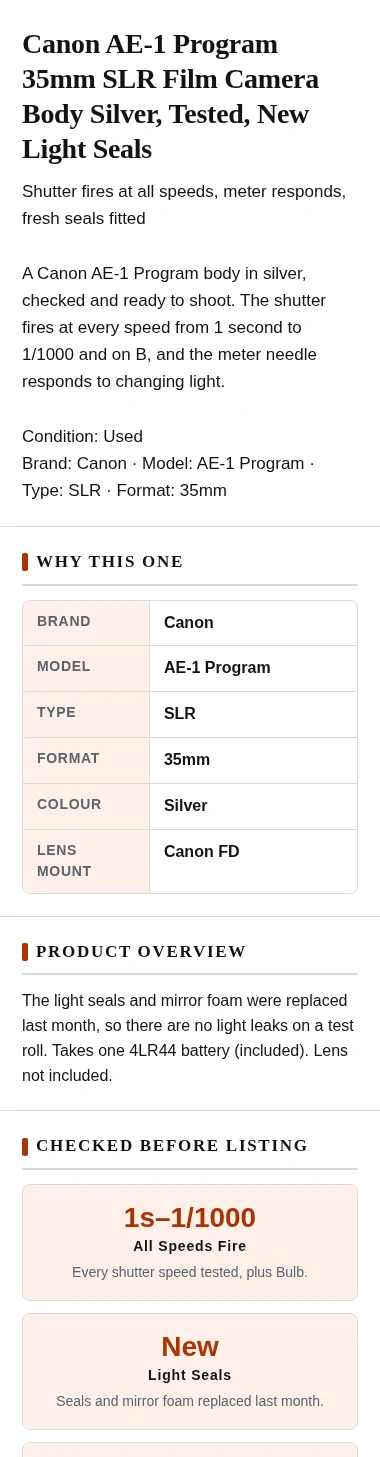 Canon AE-1 Program
35mm SLR Film Camera
Body Silver, Tested, New
Light Seals
Shutter fires at all speeds, meter responds,
fresh seals fitted
A Canon AE-1 Program body in silver,
checked and ready to shoot. The shutter
fires at every speed from 1 second to
1/1000 and on B, and the meter needle
responds to changing light.
Condition: Used
Brand: Canon · Model: AE-1 Program ·
Type: SLR · Format: 35mm
WHY THIS ONE
BRAND Canon
MODEL AE-1 Program
TYPE SLR
FORMAT 35mm
COLOUR Silver
LENS MOUNT Canon FD
PRODUCT OVERVIEW
The light seals and mirror foam were replaced
last month, so there are no light leaks on a test
roll. Takes one 4LR44 battery (included). Lens
not included.
CHECKED BEFORE LISTING
1s–1/1000
All Speeds Fire
Every shutter speed tested, plus Bulb.
New
Light Seals
Seals and mirror foam replaced last month.